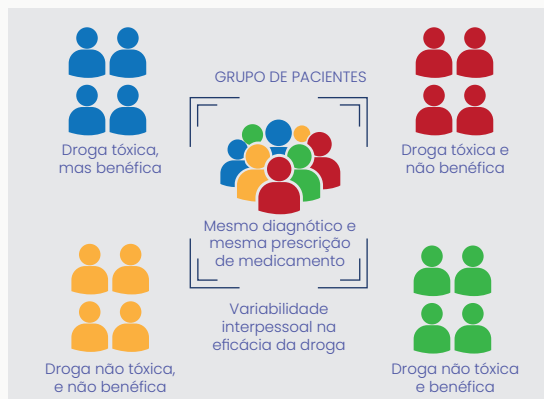 GRUPO DE PACIENTES
Droga tóxica,
mas benéfica
Droga tóxica e
não benéfica
Mesmo diagnótico e
mesma prescrição
de medicamento
Variabilidade
interpessoal na
eficácia da droga
Droga não tóxica,
e não benéfica
Droga não tóxica
e benéfica